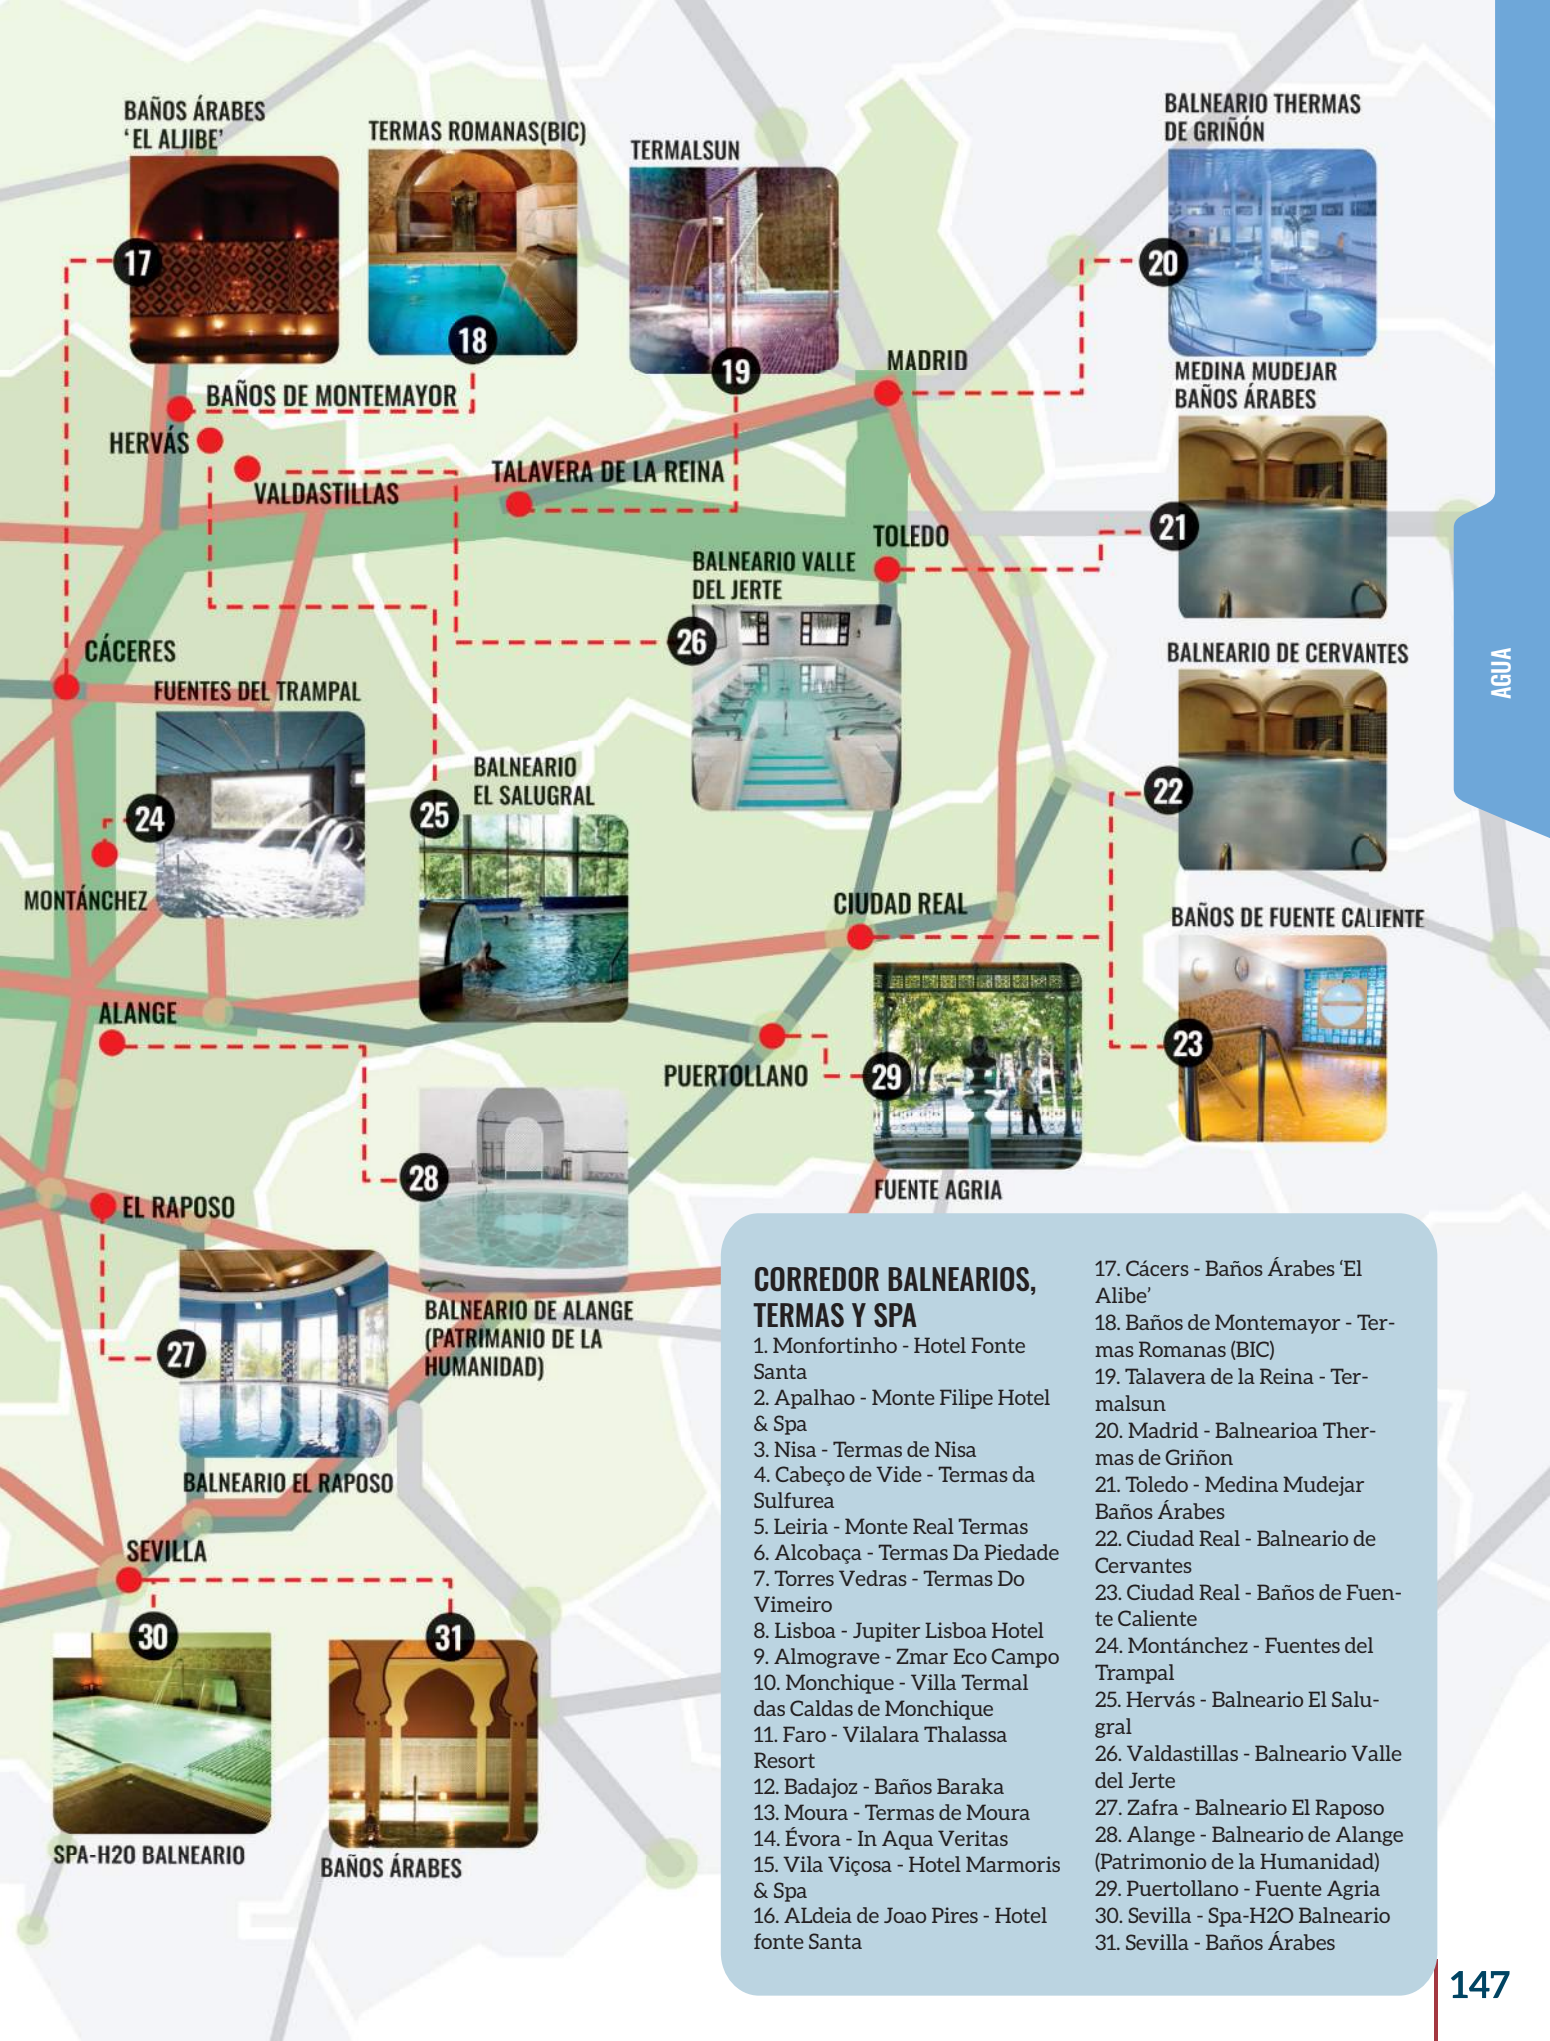 BAÑOS ÁRABES
‘EL ALJIBE’
TERMAS ROMANAS(BIC)
TERMALSUN
BALNEARIO THERMAS
DE GRIÑÓN
17
18
19
20
BAÑOS DE MONTEMAYOR
HERVÁS
VALDASTILLAS
TALAVERA DE LA REINA
MADRID
MEDINA MUDEJAR
BAÑOS ÁRABES
21
TOLEDO
BALNEARIO VALLE
DEL JERTE
26
CÁCERES
FUENTES DEL TRAMPAL
24
MONTÁNCHEZ
BALNEARIO
EL SALUGRAL
25
BALNEARIO DE CERVANTES
22
AGUA
CIUDAD REAL
BAÑOS DE FUENTE CALIENTE
23
ALANGE
PUERTOLLANO
29
FUENTE AGRIA
28
BALNEARIO DE ALANGE
(PATRIMANIO DE LA
HUMANIDAD)
EL RAPOSO
27
BALNEARIO EL RAPOSO
SEVILLA
30
31
SPA-H2O BALNEARIO
BAÑOS ÁRABES
CORREDOR BALNEARIOS,
TERMAS Y SPA
1. Monfortinho - Hotel Fonte
Santa
2. Apalhao - Monte Filipe Hotel
& Spa
3. Nisa - Termas de Nisa
4. Cabeço de Vide - Termas da
Sulfurea
5. Leiria - Monte Real Termas
6. Alcobaça - Termas Da Piedade
7. Torres Vedras - Termas Do
Vimeiro
8. Lisboa - Jupiter Lisboa Hotel
9. Almograve - Zmar Eco Campo
10. Monchique - Villa Termal
das Caldas de Monchique
11. Faro - Vilalara Thalassa
Resort
12. Badajoz - Baños Baraka
13. Moura - Termas de Moura
14. Évora - In Aqua Veritas
15. Vila Viçosa - Hotel Marmoris
& Spa
16. ALdeia de Joao Pires - Hotel
fonte Santa
17. Cácers - Baños Árabes ‘El
Alibe’
18. Baños de Montemayor - Ter-
mas Romanas (BIC)
19. Talavera de la Reina - Ter-
malsun
20. Madrid - Balnearioa Ther-
mas de Griñon
21. Toledo - Medina Mudejar
Baños Árabes
22. Ciudad Real - Balneario de
Cervantes
23. Ciudad Real - Baños de Fuen-
te Caliente
24. Montánchez - Fuentes del
Trampal
25. Hervás - Balneario El Salu-
gral
26. Valdastillas - Balneario Valle
del Jerte
27. Zafra - Balneario El Raposo
28. Alange - Balneario de Alange
(Patrimonio de la Humanidad)
29. Puertollano - Fuente Agria
30. Sevilla - Spa-H2O Balneario
31. Sevilla - Baños Árabes
147